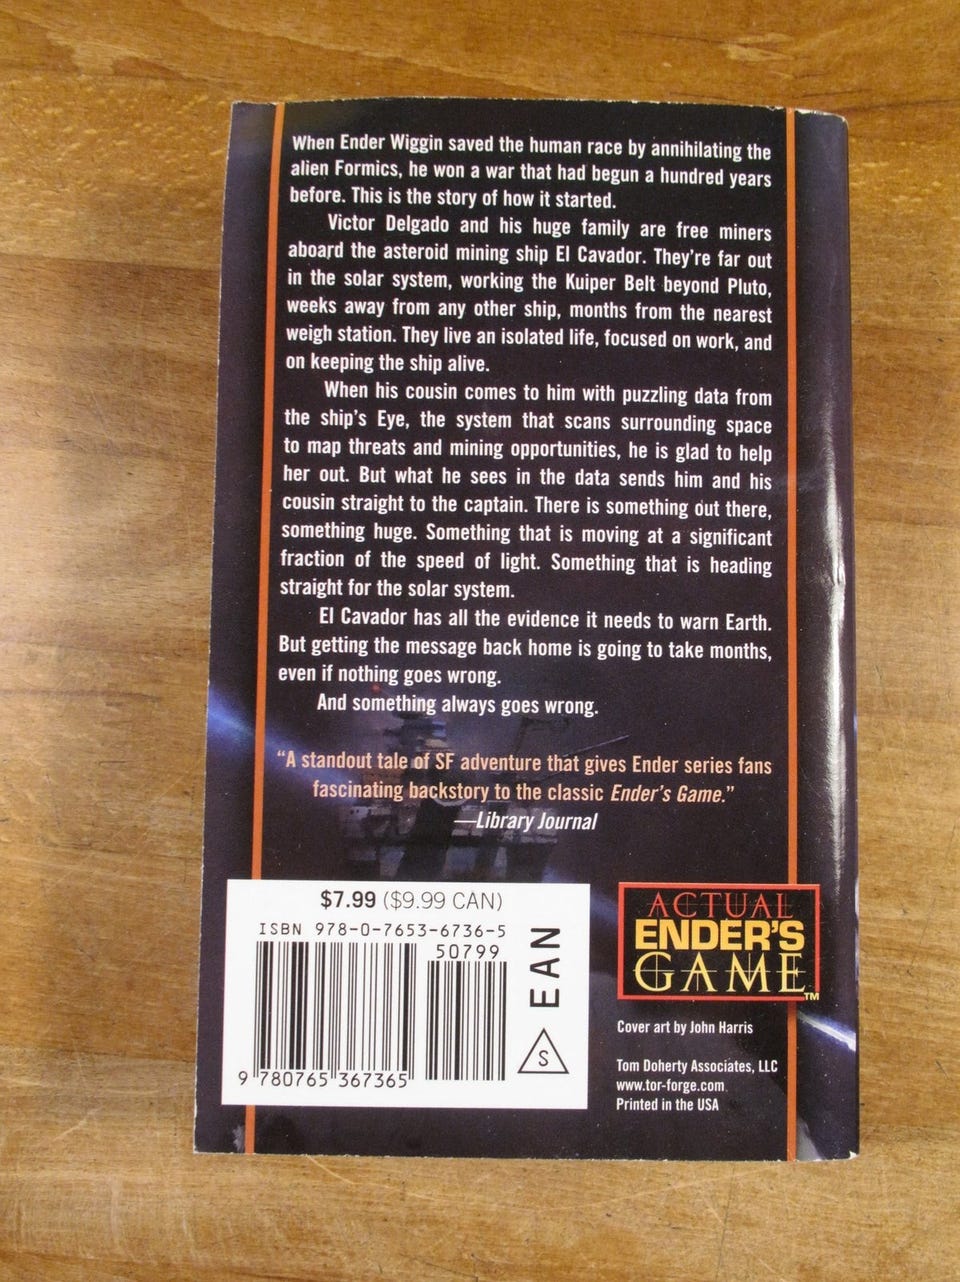 When Ender Wiggin saved the human race by annihilating the
alien Formics, he won a war that had begun a hundred years
before. This is the story of how it started.
Victor Delgado and his huge family are free miners
aboard the asteroid mining ship El Cavador. They're far out
in the solar system, working the Kuiper Belt beyond Pluto,
weeks away from any other ship, months from the nearest
weigh station. They live an isolated life, focused on work, and
on keeping the ship alive.
When his cousin comes to him with puzzling data from
the ship's Eye, the system that scans surrounding space
to map threats and mining opportunities, he is glad to help
her out. But what he sees in the data sends him and his
cousin straight to the captain. There is something out there,
something huge. Something that is moving at a significant
fraction of the speed of light. Something that is heading
straight for the solar system.
El Cavador has all the evidence it needs to warn Earth.
But getting the message back home is going to take months,
even if nothing goes wrong.
And something always goes wrong.
"A standout tale of SF adventure that gives Ender series fans
fascinating backstory to the classic Ender's Game."
—Library Journal
$7.99 ($9.99 CAN)
ISBN 978-0-7653-6736-5
50799
EAN
S
9 780765 367365
ACTUAL
ENDER'S
GAME™
Cover art by John Harris
Tom Doherty Associates, LLC
www.tor-forge.com
Printed in the USA